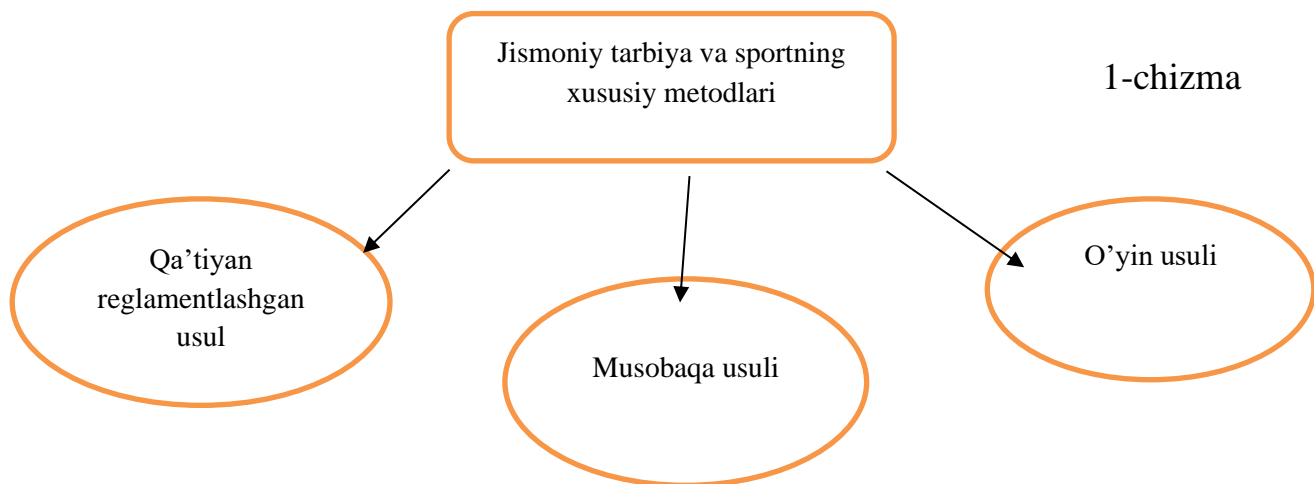 Jismoniy tarbiya va sportning
xususiy metodlari
1-chizma
Qa’tiyan
reglamentlashgan
usul
Musobaqa usuli
O’yin usuli